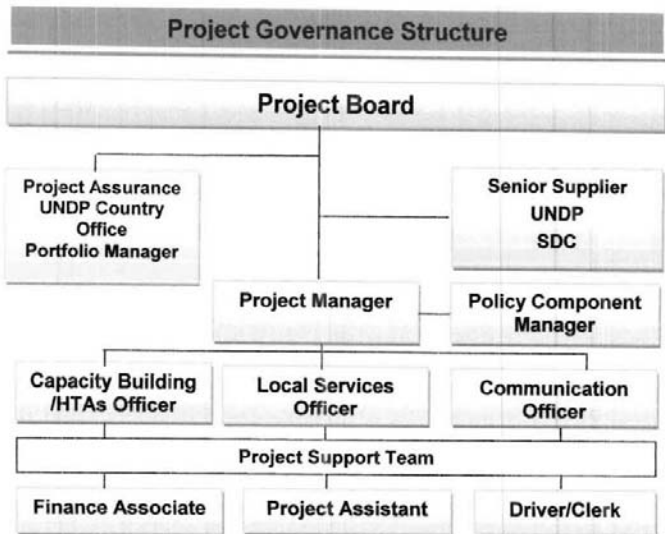 Project Governance Structure
Project Board
Project Assurance
UNDP Country
Office
Portfolio Manager
Senior Supplier
UNDP
SDC
Project Manager
Policy Component
Manager
Capacity Building
/HTAs Officer
Local Services
Officer
Communication
Officer
Project Support Team
Finance Associate
Project Assistant
Driver/Clerk